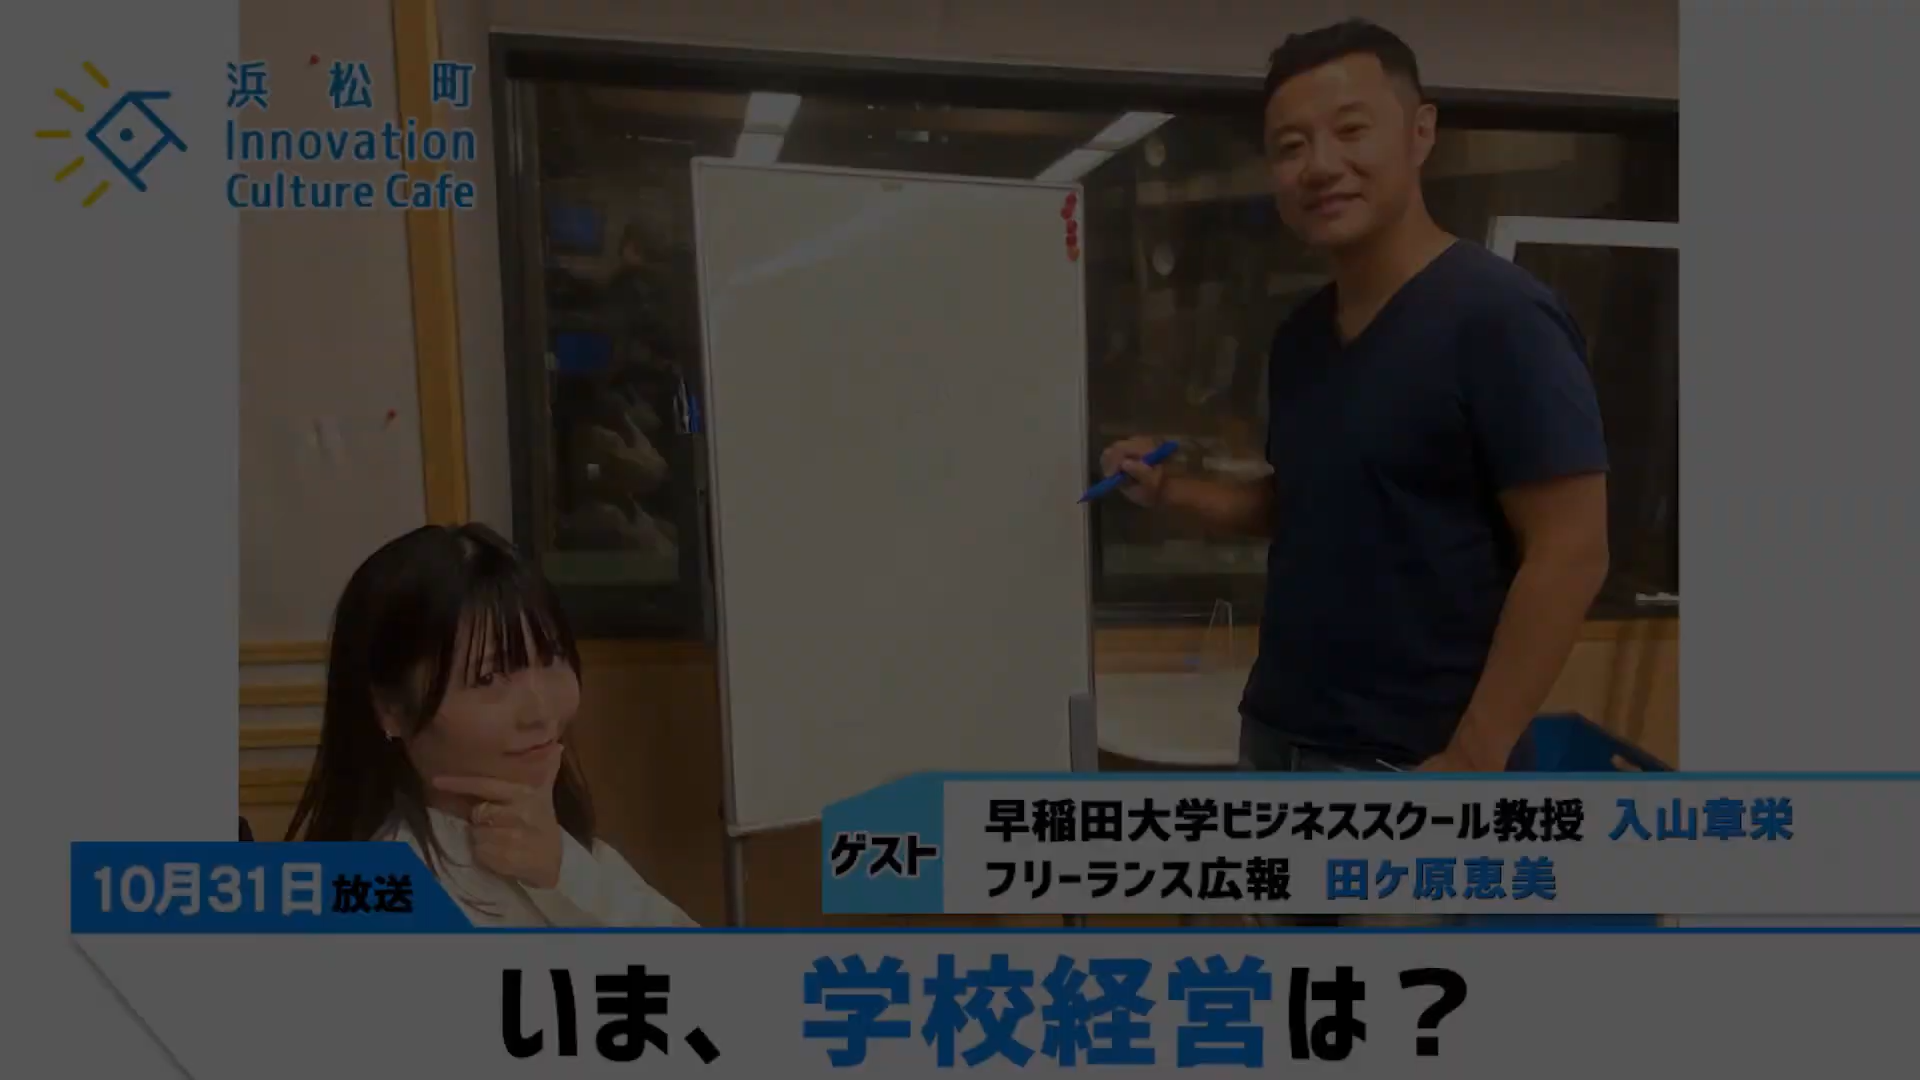 浜松町
Innovation
Culture Cafe
ゲスト
早稲田大学ビジネススクール教授 入山章栄
フリーランス広報 田ケ原恵美
10月31日放送
いま、学校経営は？